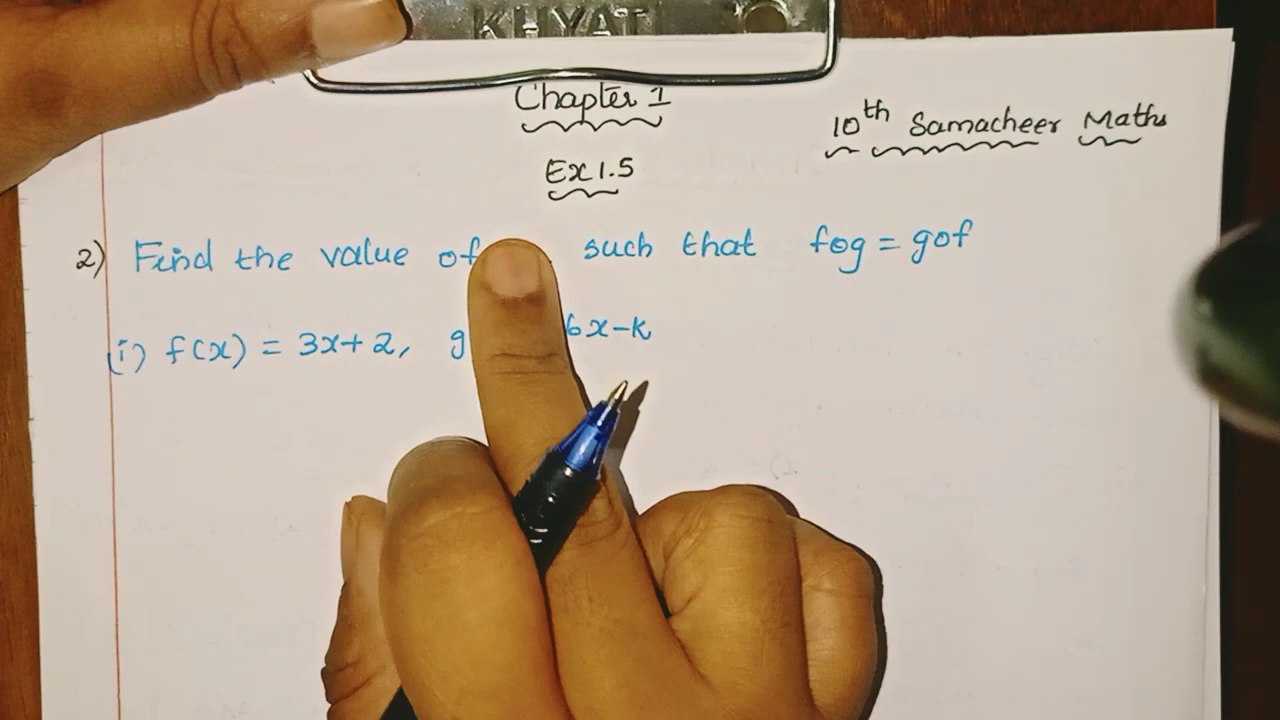 KHYATI
Chapter 1
10th Samacheer Maths
Ex 1.5
2) Find the value of such that fog = gof
(i) f(x) = 3x+2, g 6x-k